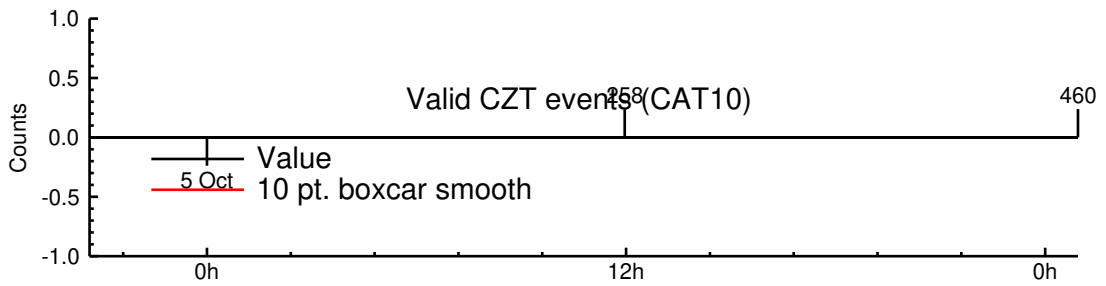 1.0
0.5
Valid CZT events (CAT10)
258
460
0.0
Counts
Value
5 Oct
10 pt. boxcar smooth
-0.5
-1.0
0h
12h
0h